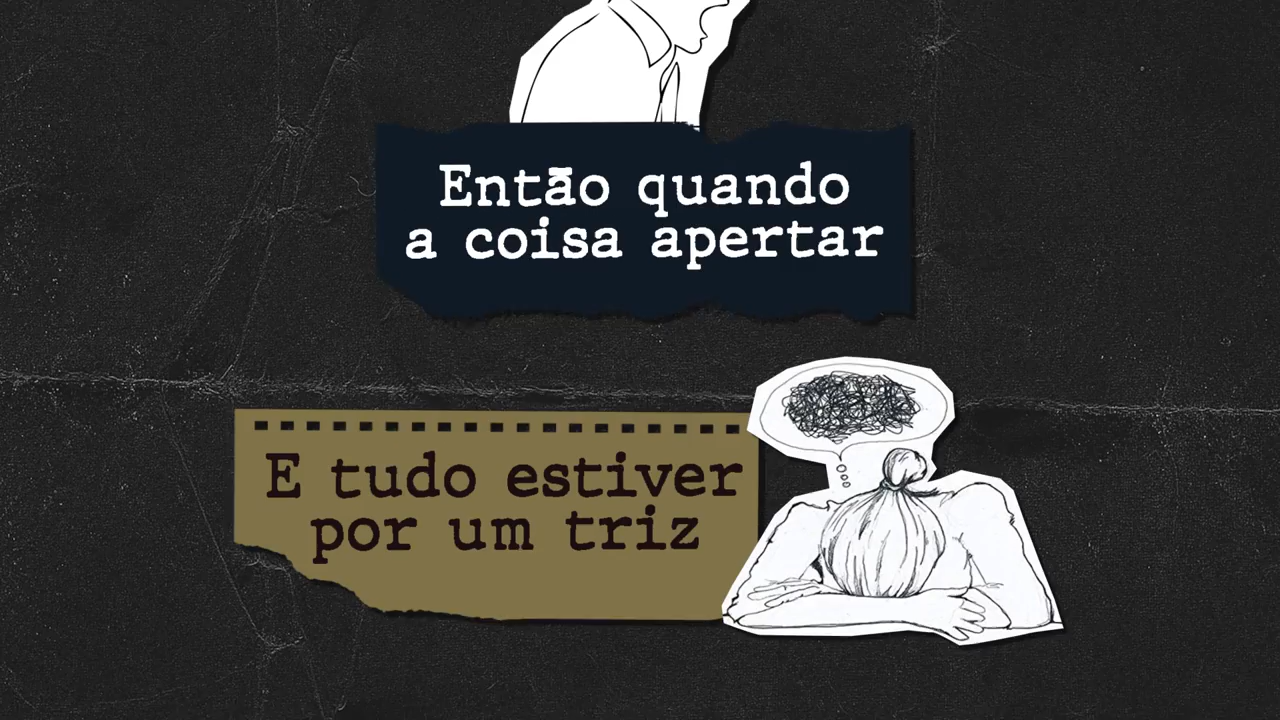 Então quando
a coisa apertar
E tudo estiver
por um triz